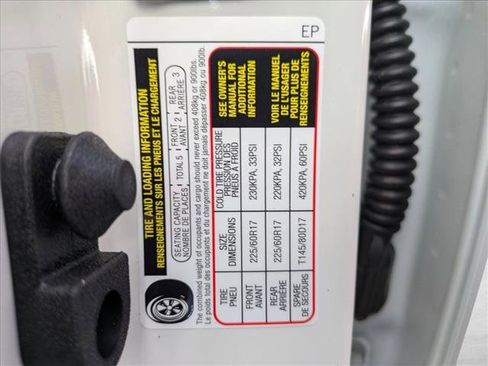 EP
TIRE AND LOADING INFORMATION
RENSEIGNEMENTS SUR LES PNEUS ET LE CHARGEMENT
SEATING CAPACITY | TOTAL 5 | FRONT 2 | REAR 3
NOMBRE DE PLACES | AVANT | ARRIÈRE
The combined weight of occupants and cargo should never exceed 408kg or 900lbs.
Le poids total des occupants et du chargement ne doit jamais dépasser 408kg ou 900lb.
TIRE SIZE COLD TIRE PRESSURE
PNEU DIMENSIONS PRESSION DES
PNEUS À FROID
FRONT 225/60R17 230KPA, 33PSI
AVANT
REAR 225/60R17 220KPA, 32PSI
ARRIÈRE
SPARE T145/80D17 420KPA, 60PSI
DE SECOURS
SEE OWNER'S
MANUAL FOR
ADDITIONAL
INFORMATION
VOIR LE MANUEL
DE L'USAGER
POUR PLUS DE
RENSEIGNEMENTS